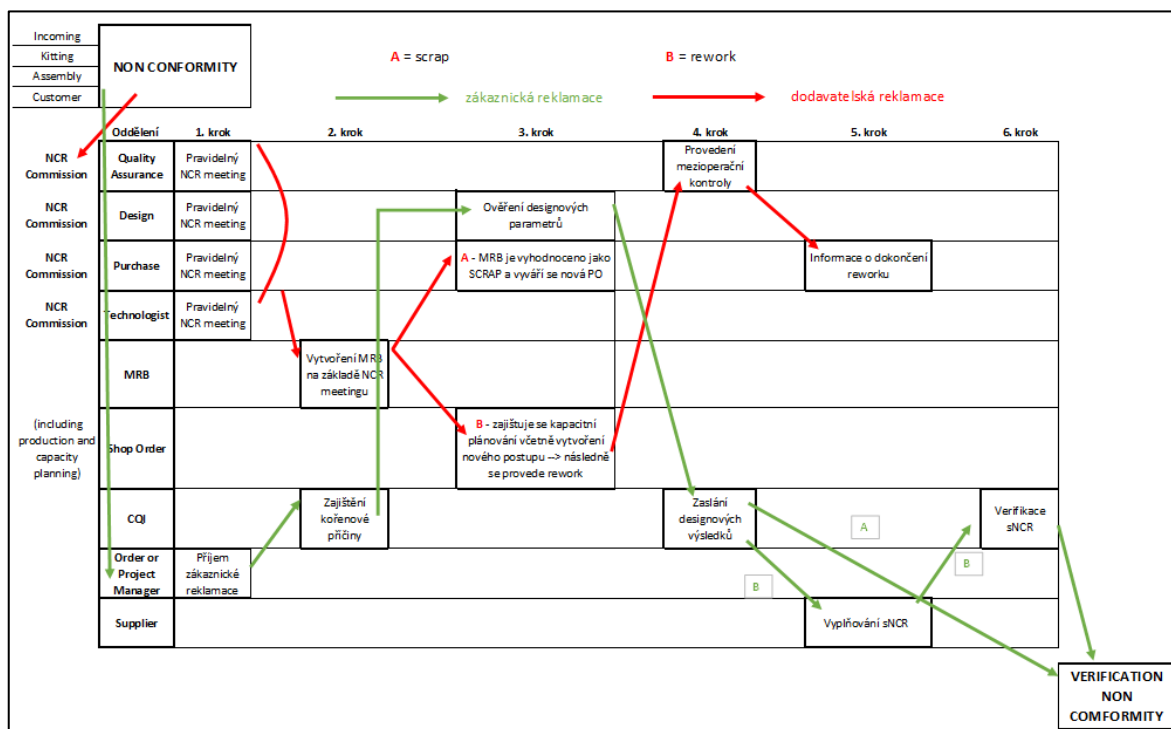 Incoming
Kitting
Assembly
Customer
NON CONFORMITY
A = scrap
B = rework
zákaznická reklamace
dodavatelská reklamace
Oddělení
1. krok
2. krok
3. krok
4. krok
5. krok
6. krok
NCR
Commission
Quality
Assurance
Pravidelný
NCR meeting
Provedení
mezioperační
kontroly
NCR
Commission
Design
Pravidelný
NCR meeting
Ověření designových
parametrů
NCR
Commission
Purchase
Pravidelný
NCR meeting
A - MRB je vyhodnoceno jako
SCRAP a vyváří se nová PO
Informace o dokončení
reworku
NCR
Commission
Technologist
Pravidelný
NCR meeting
MRB
Vytvoření MRB
na základě NCR
meetingu
(including
production and
capacity
planning)
Shop Order
B - zajištuje se kapacitní
plánování včetně vytvoření
nového postupu --> následně
se provede rework
CQJ
Zajištění
kořenové
příčiny
Zaslání
designových
výsledků
A
Verifikace
sNCR
Order or
Project
Manager
Příjem
zákaznické
reklamace
B
B
Supplier
Vyplňování sNCR
VERIFICATION
NON
COMFORMITY